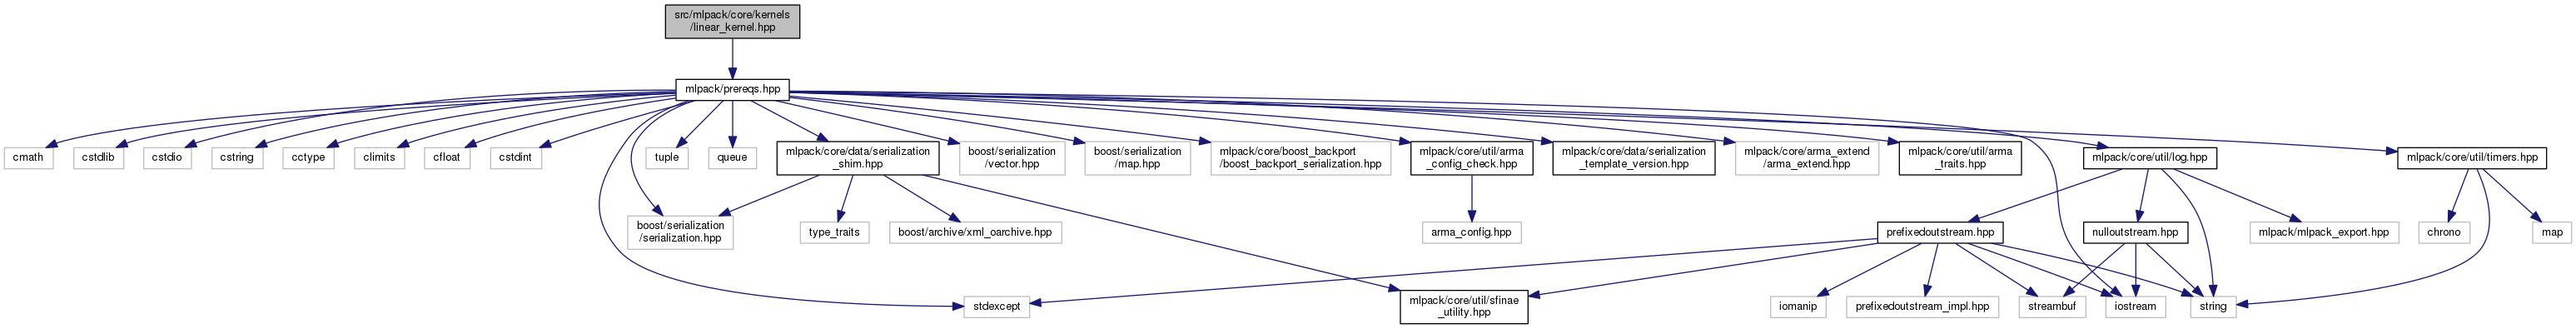 src/mlpack/core/kernels
/linear_kernel.hpp
mlpack/prereqs.hpp
cmath
cstdlib
cstdio
cstring
cctype
climits
cfloat
cstdint
tuple
queue
mlpack/core/data/serialization
_shim.hpp
boost/serialization
/vector.hpp
boost/serialization
/map.hpp
mlpack/core/boost_backport
/boost_backport_serialization.hpp
mlpack/core/util/arma
_config_check.hpp
mlpack/core/data/serialization
_template_version.hpp
mlpack/core/arma_extend
/arma_extend.hpp
mlpack/core/util/arma
_traits.hpp
mlpack/core/util/log.hpp
mlpack/core/util/timers.hpp
boost/serialization
/serialization.hpp
type_traits
boost/archive/xml_oarchive.hpp
arma_config.hpp
prefixedoutstream.hpp
nulloutstream.hpp
mlpack/mlpack_export.hpp
chrono
map
stdexcept
mlpack/core/util/sfinae
_utility.hpp
iomanip
prefixedoutstream_impl.hpp
streambuf
iostream
string